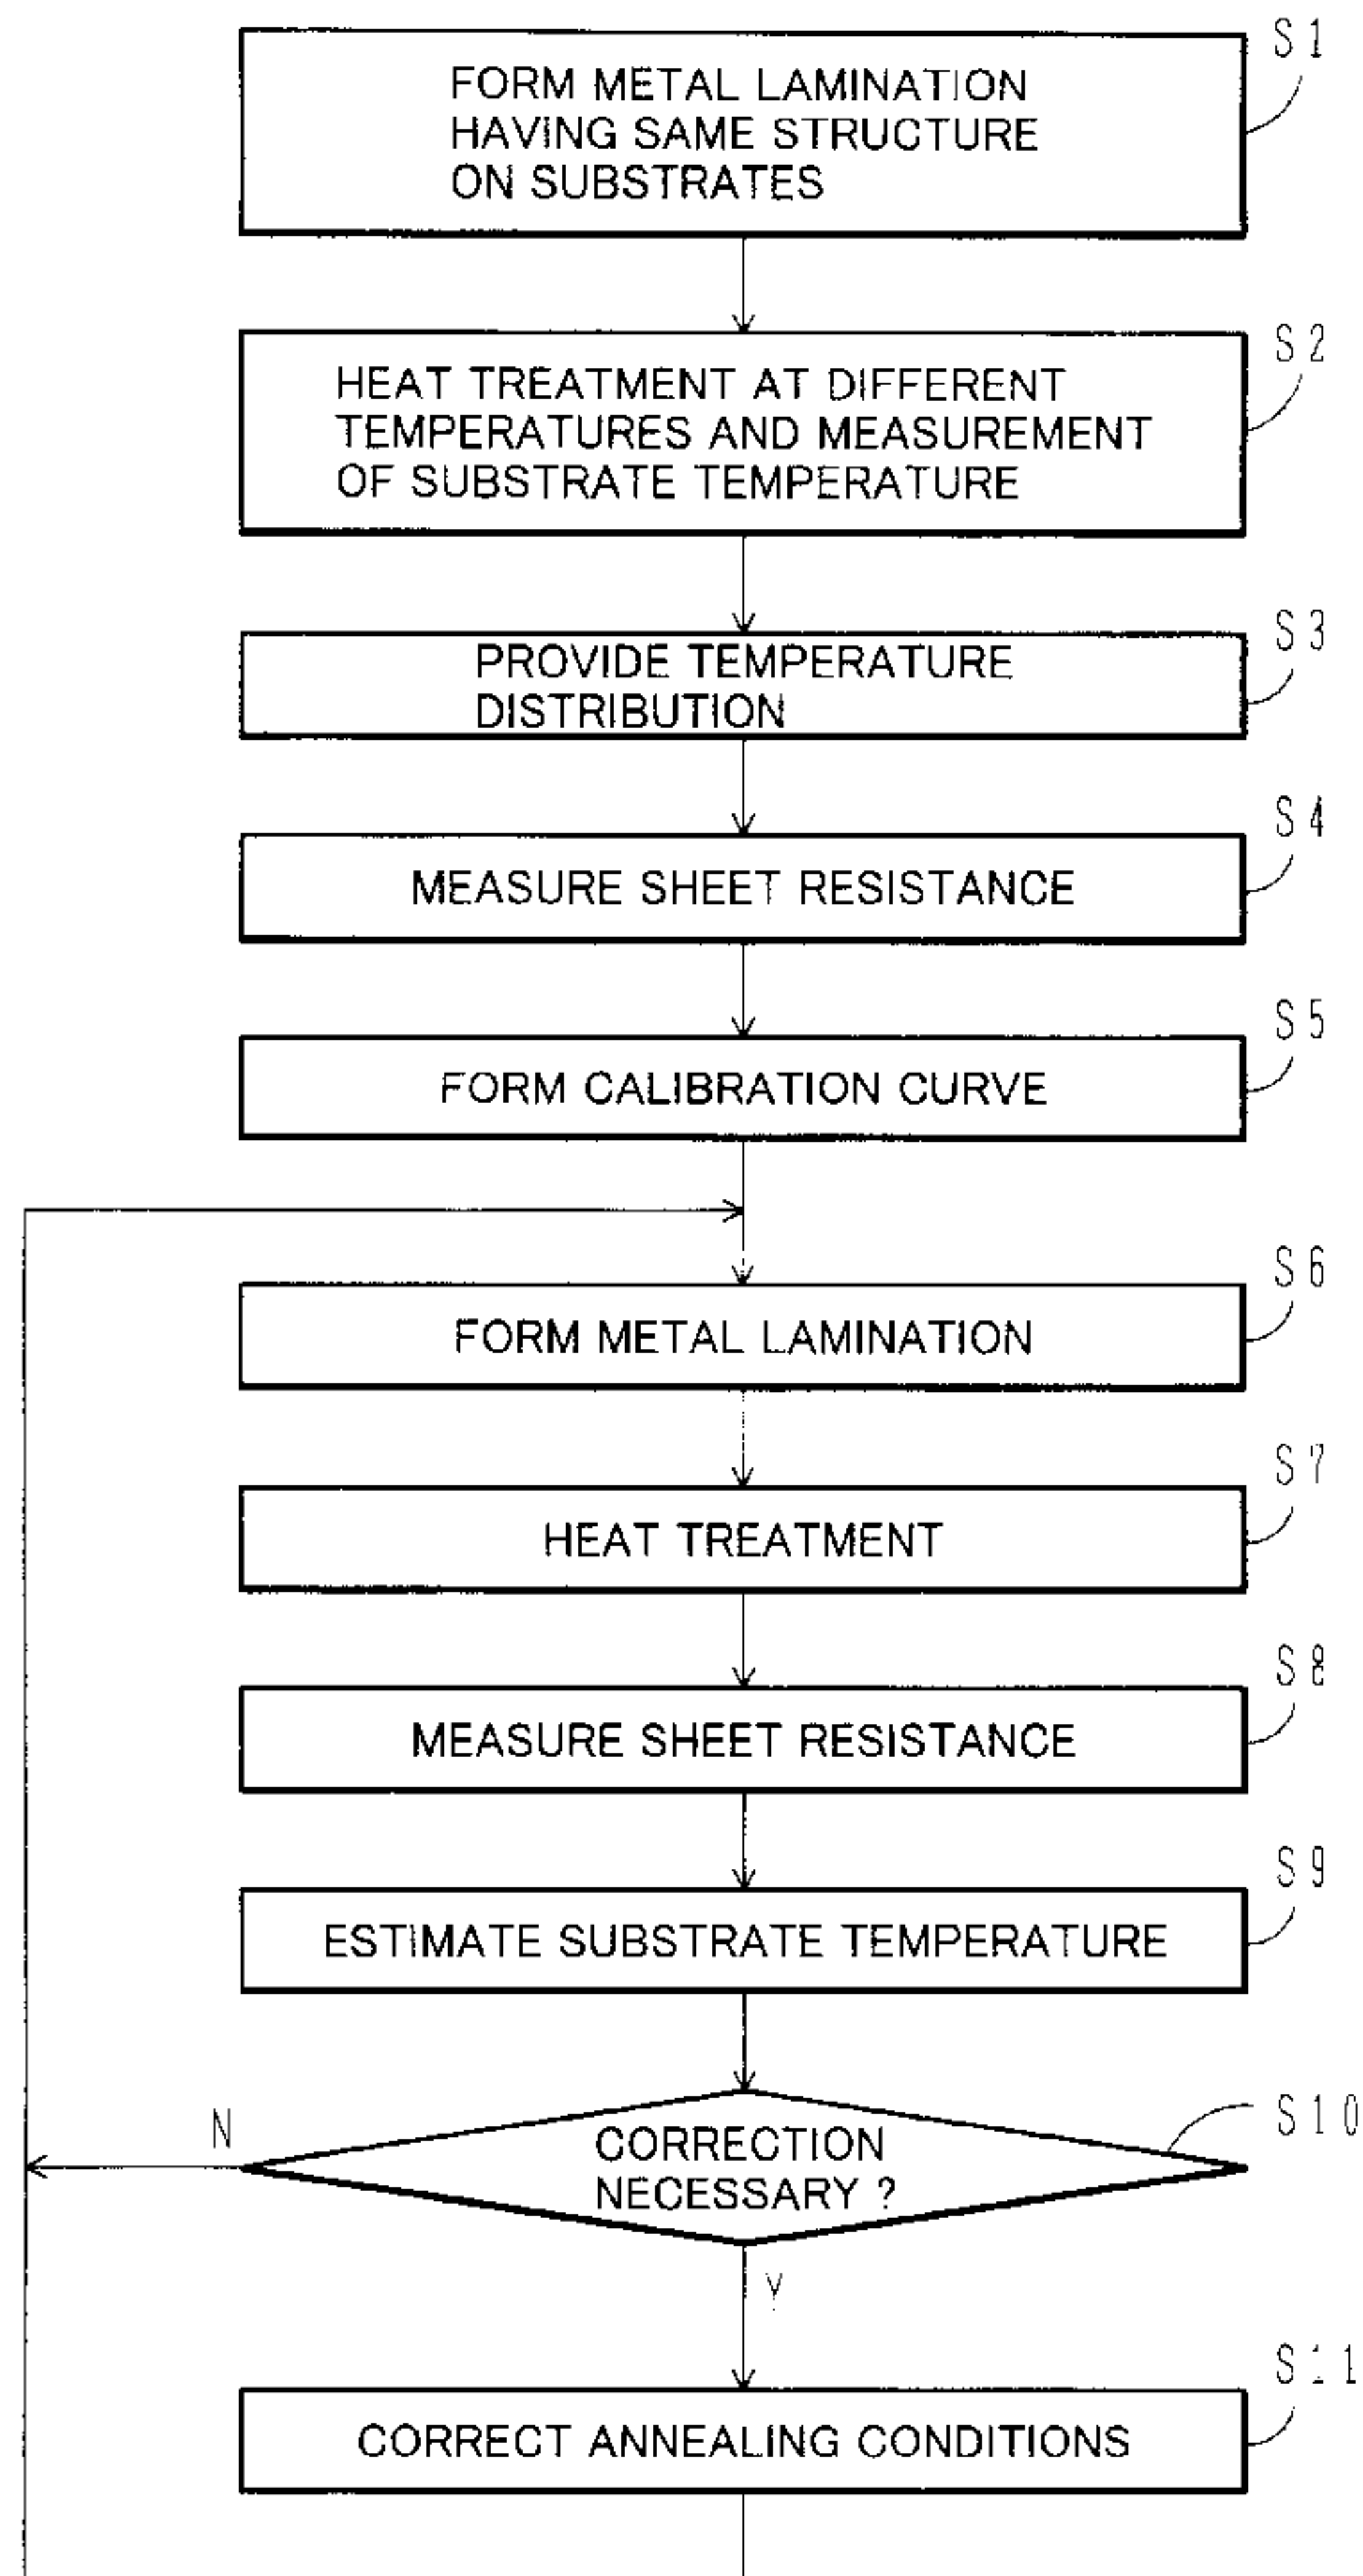 S1
FORM METAL LAMINATION
HAVING SAME STRUCTURE
ON SUBSTRATES
S2
HEAT TREATMENT AT DIFFERENT
TEMPERATURES AND MEASUREMENT
OF SUBSTRATE TEMPERATURE
S3
PROVIDE TEMPERATURE
DISTRIBUTION
S4
MEASURE SHEET RESISTANCE
S5
FORM CALIBRATION CURVE
S6
FORM METAL LAMINATION
S7
HEAT TREATMENT
S8
MEASURE SHEET RESISTANCE
S9
ESTIMATE SUBSTRATE TEMPERATURE
S10
N
CORRECTION
NECESSARY ?
Y
S11
CORRECT ANNEALING CONDITIONS